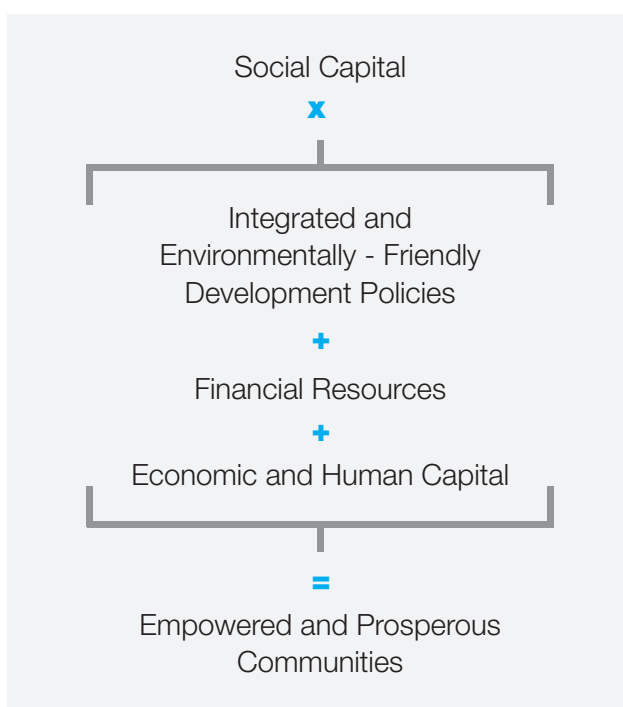 Social Capital
x
Integrated and
Environmentally - Friendly
Development Policies
+
Financial Resources
+
Economic and Human Capital
=
Empowered and Prosperous
Communities